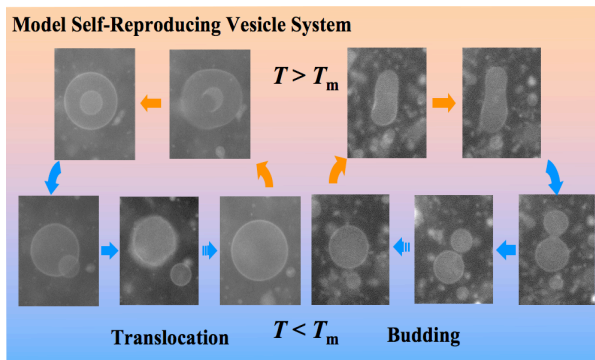 Model Self-Reproducing Vesicle System
T > Tm
Translocation
T < Tm
Budding